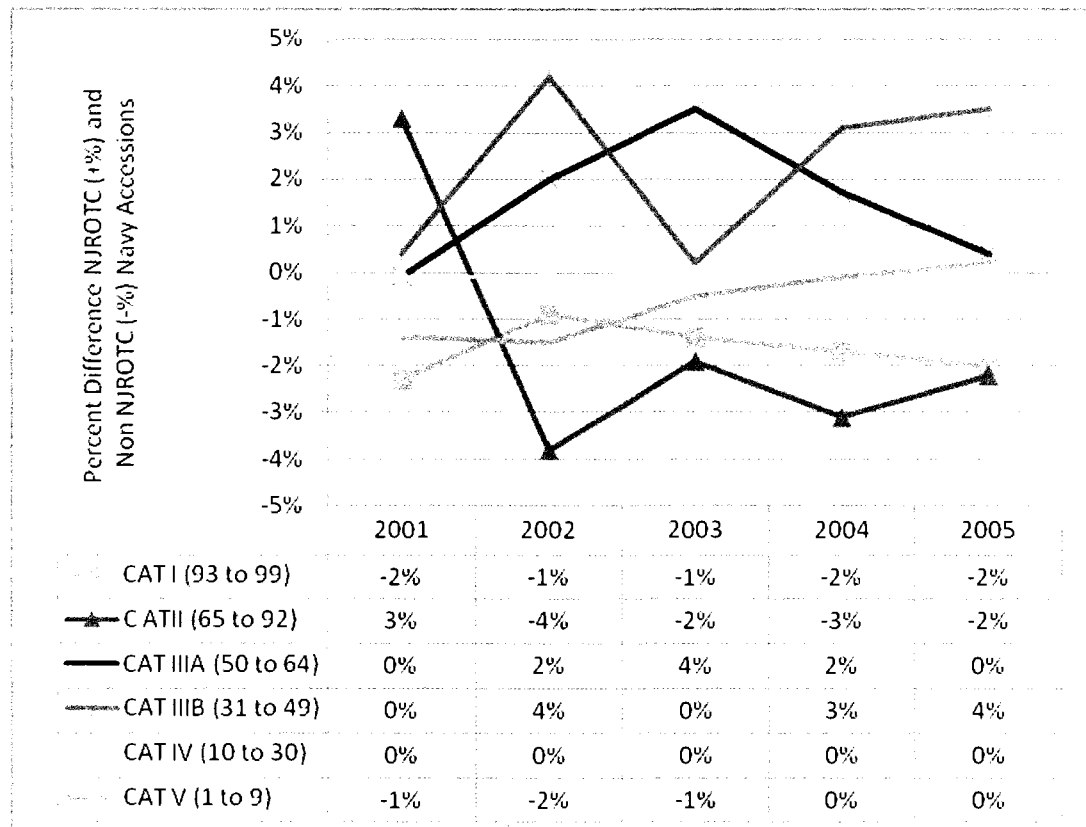 Percent Difference NJROTC (+%) and
Non NJROTC (-%) Navy Accessions
5%
4%
3%
2%
1%
0%
-1%
-2%
-3%
-4%
-5%
2001 2002 2003 2004 2005
CAT I (93 to 99) -2% -1% -1% -2% -2%
C ATII (65 to 92) 3% -4% -2% -3% -2%
CAT IIIA (50 to 64) 0% 2% 4% 2% 0%
CAT IIIB (31 to 49) 0% 4% 0% 3% 4%
CAT IV (10 to 30) 0% 0% 0% 0% 0%
CAT V (1 to 9) -1% -2% -1% 0% 0%